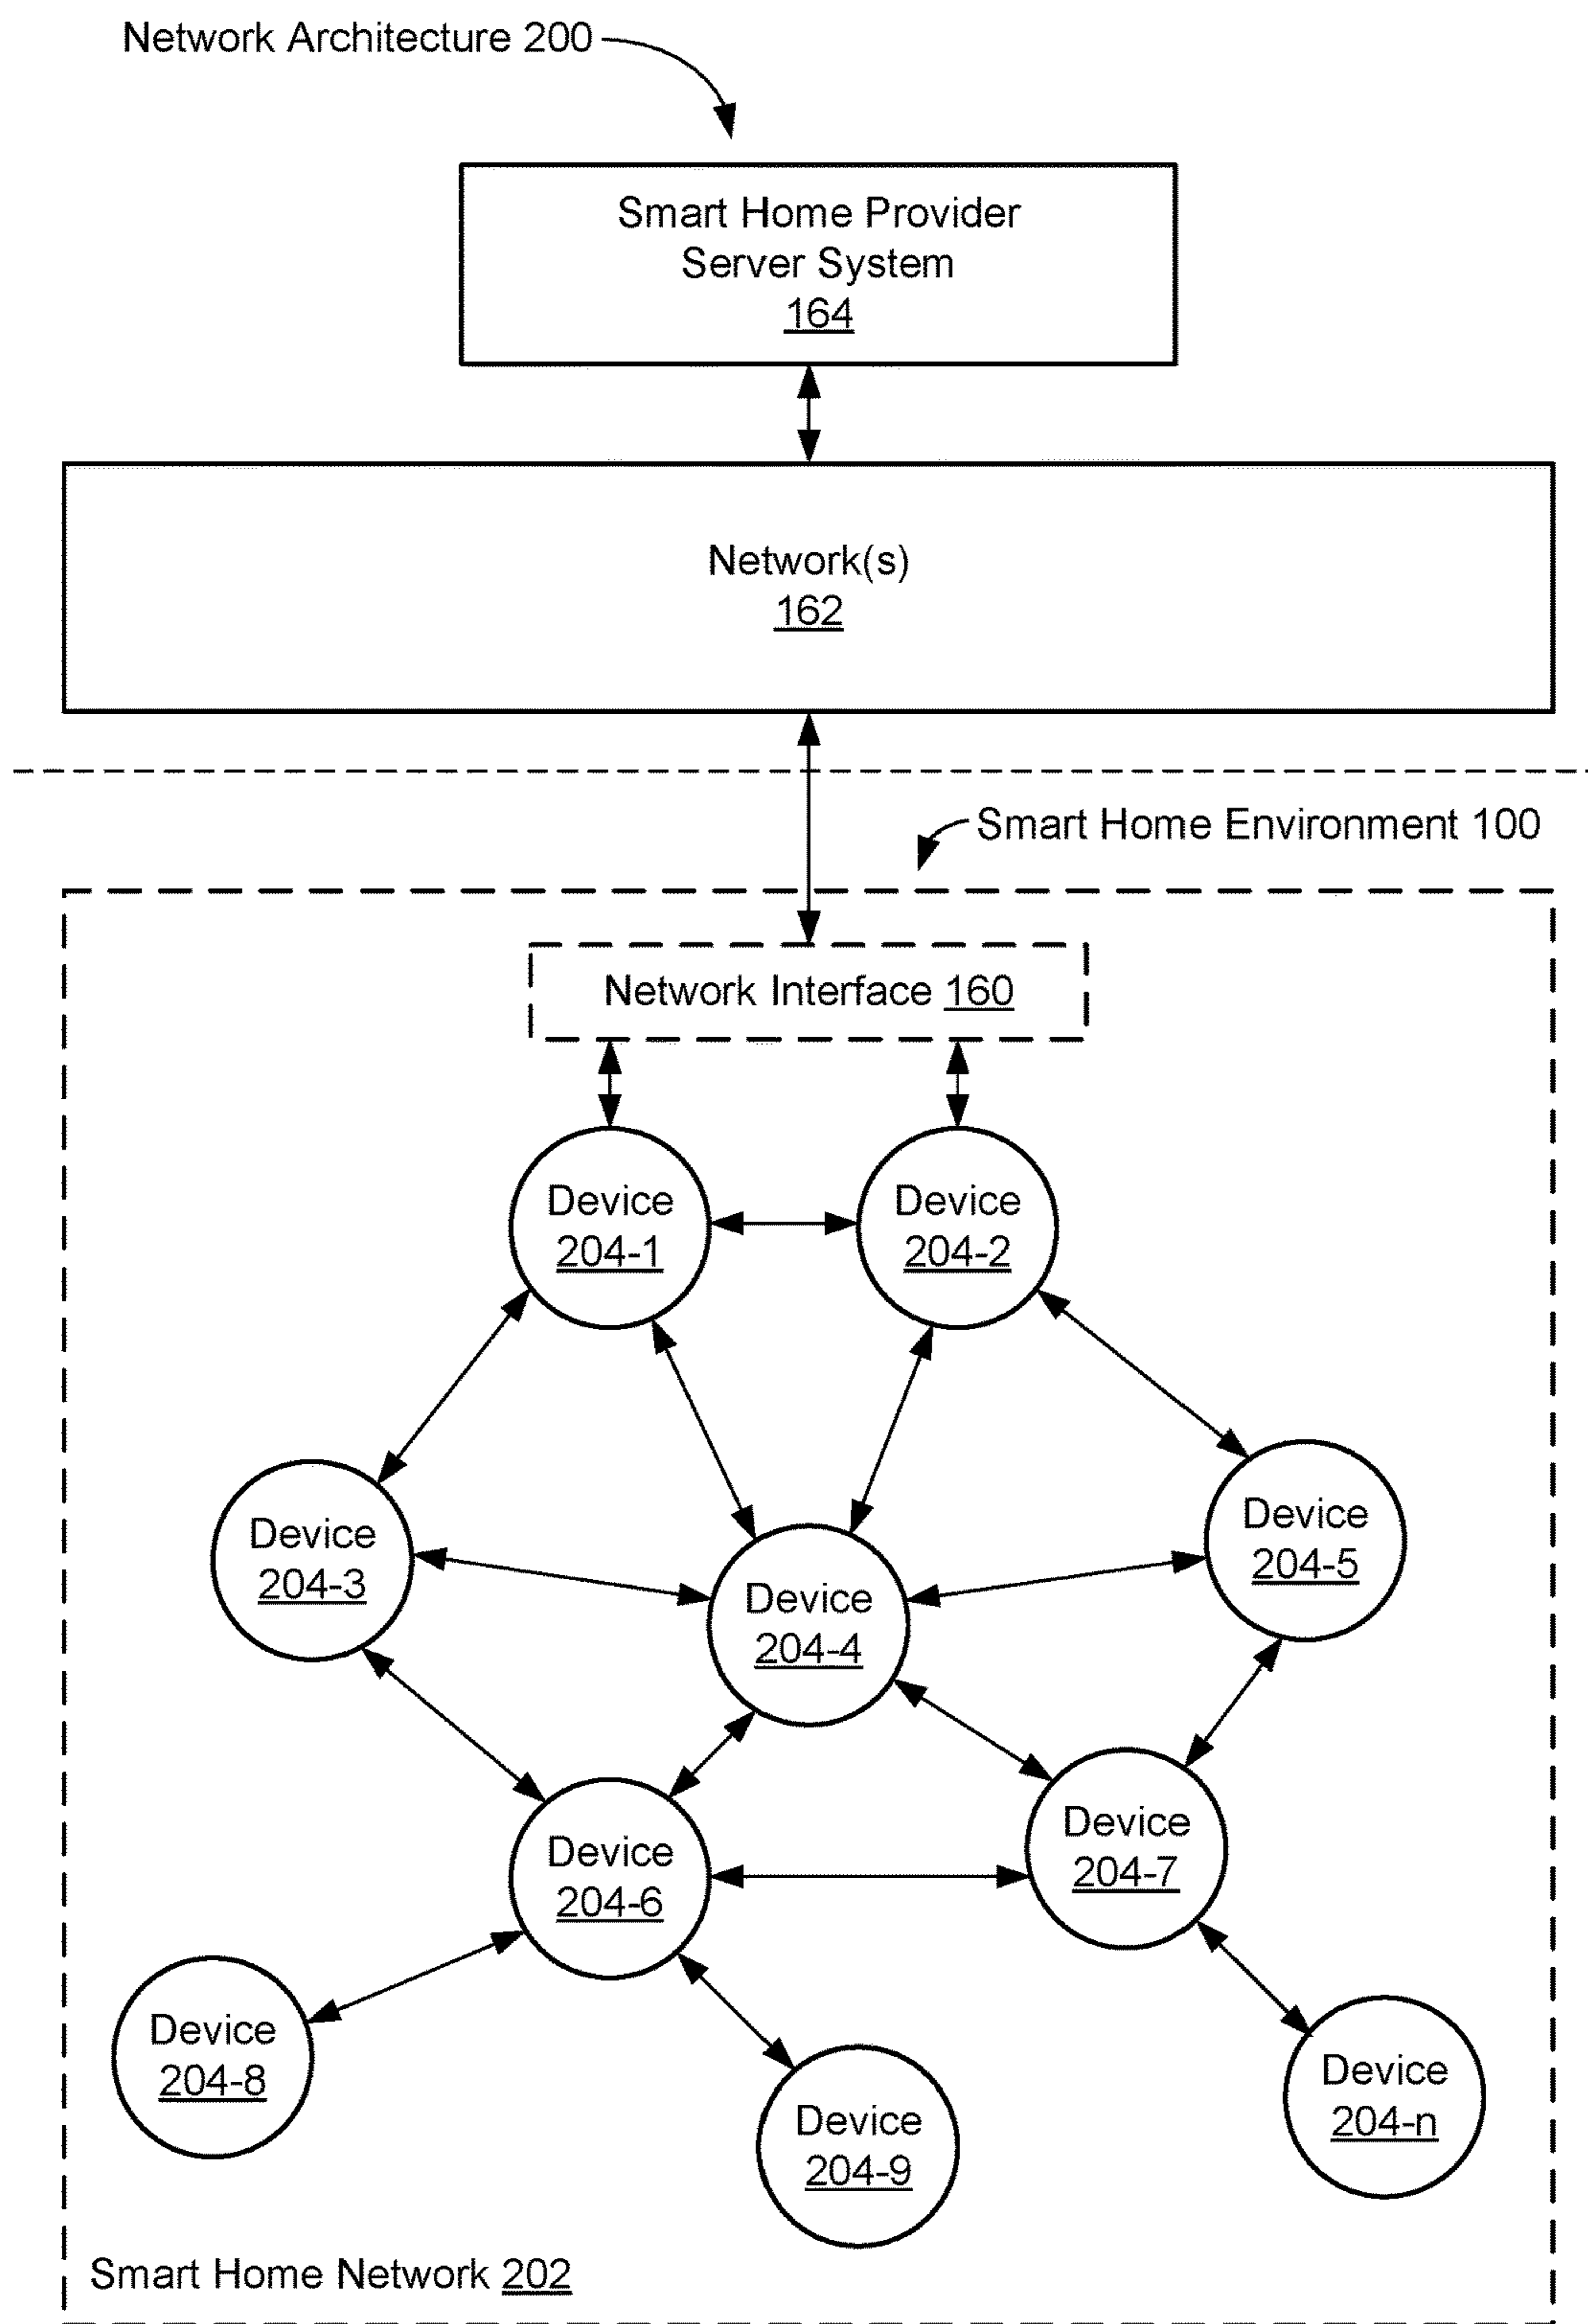 Network Architecture 200
Smart Home Provider
Server System
164
Network(s)
162
Smart Home Environment 100
Network Interface 160
Device
204-1
Device
204-2
Device
204-3
Device
204-4
Device
204-5
Device
204-6
Device
204-7
Device
204-8
Device
204-9
Device
204-n
Smart Home Network 202